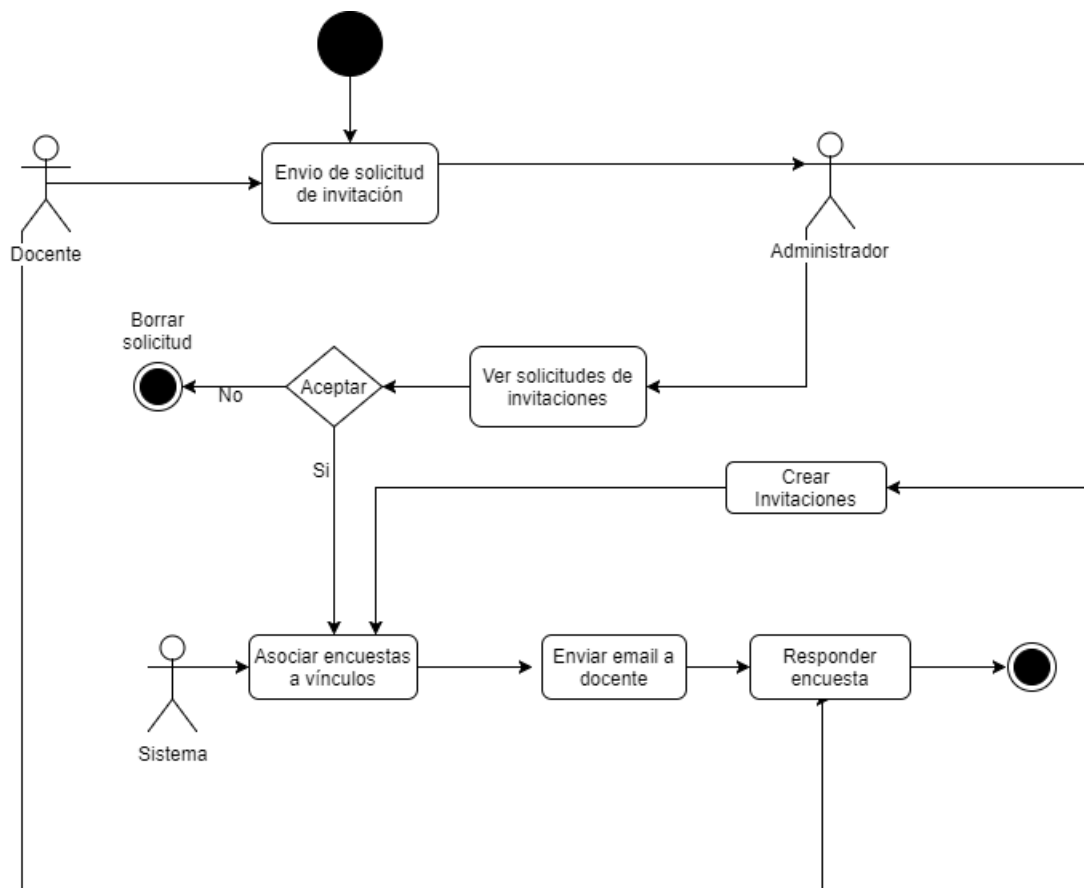 Envio de solicitud
de invitación
Docente
Administrador
Borrar
solicitud
No
Aceptar
Ver solicitudes de
invitaciones
Si
Crear
Invitaciones
Asociar encuestas
a vínculos
Enviar email a
docente
Responder
encuesta
Sistema